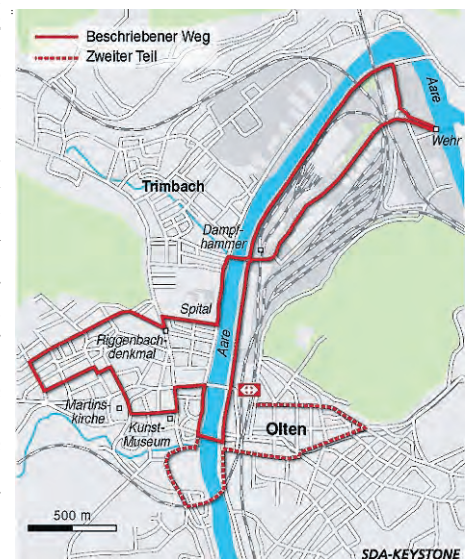 Beschriebener Weg
Zweiter Teil
Aare
Wehr
Trimbach
Dampf-
hammer
Spital
Aare
Riggenbach-
denkmal
Martins-
kirche
Kunst-
Museum
Olten
500 m
SDA-KEYSTONE